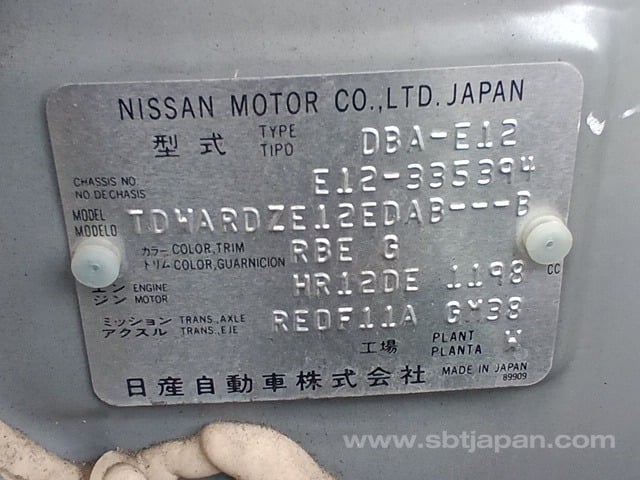 NISSAN MOTOR CO.,LTD. JAPAN
型式 TYPE TIPO DBA-E12
CHASSIS NO. NO. DE CHASIS E12-335394
MODEL MODELO TDWARDZE12EDAB---B
カラー COLOR,TRIM トリム COLOR,GUARNICION RBE G
エンジン ENGINE MOTOR HR12DE 1198 CC
ミッション TRANS.,AXLE アクスル TRANS.,EJE RE0F11A GM38
工場 PLANT PLANTA
日産自動車株式会社 MADE IN JAPAN
89909
www.sbtjapan.com